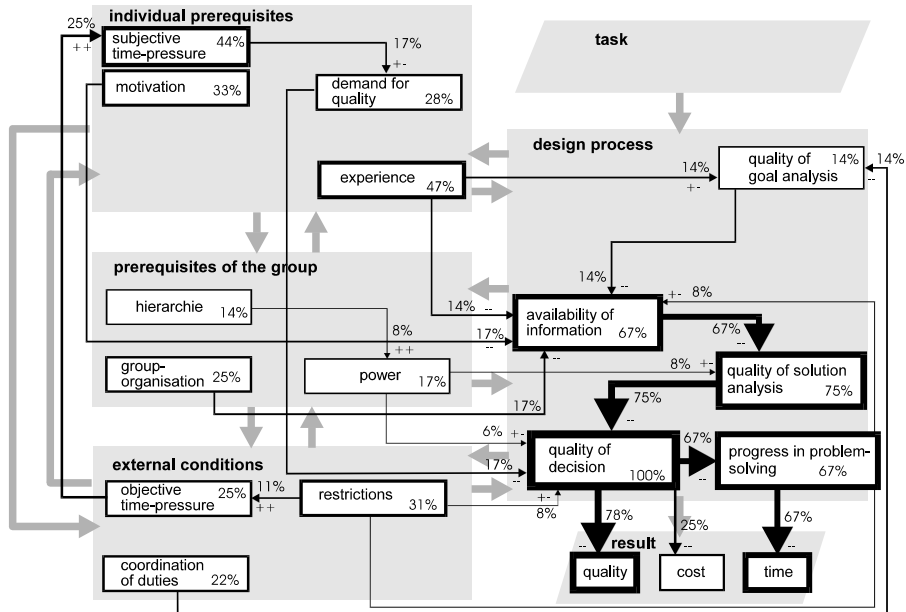 individual prerequisites
25%
++
subjective
time-pressure
44%
17%
+-
motivation
33%
demand for
quality
28%
task
design process
experience
47%
14%
+-
quality of
goal analysis
14%
14%
--
prerequisites of the group
hierarchie
14%
8%
++
14%
--
14%
--
+- 8%
availability of
information
67%
17%
--
67%
--
group-
organisation
25%
power
17%
--
17%
8%
+-
quality of solution
analysis
75%
75%
--
6%
+-
17%
--
quality of
decision
100%
67%
--
progress in problem-
solving
67%
external conditions
objective
time-pressure
25%
11%
++
restrictions
31%
+-
8%
78%
--
25%
--
67%
--
result
coordination
of duties
22%
quality
cost
time